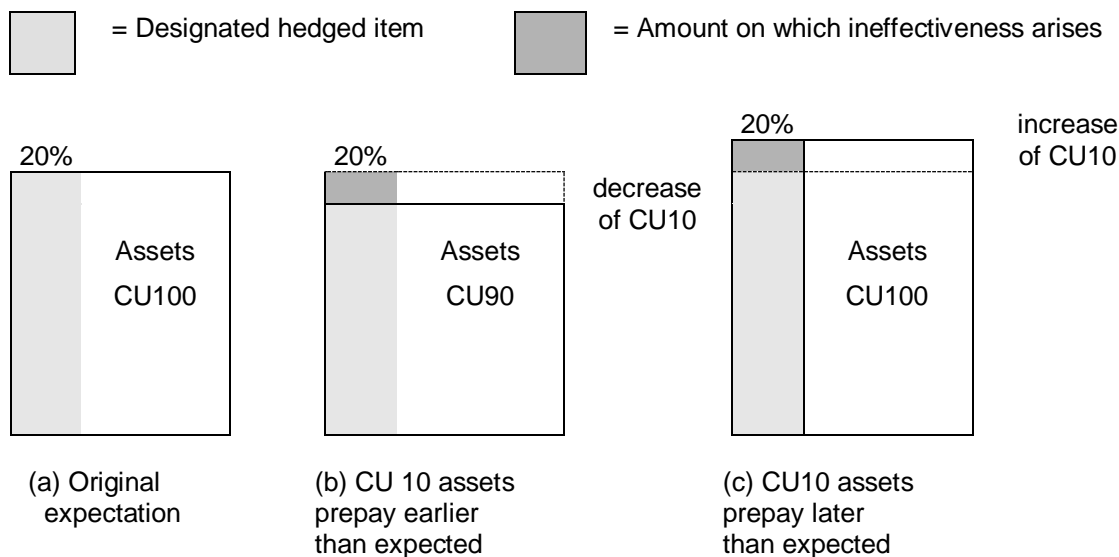 = Designated hedged item
= Amount on which ineffectiveness arises
20%
Assets
CU100
(a) Original
expectation
20%
decrease
of CU10
Assets
CU90
(b) CU 10 assets
prepay earlier
than expected
20%
increase
of CU10
Assets
CU100
(c) CU10 assets
prepay later
than expected